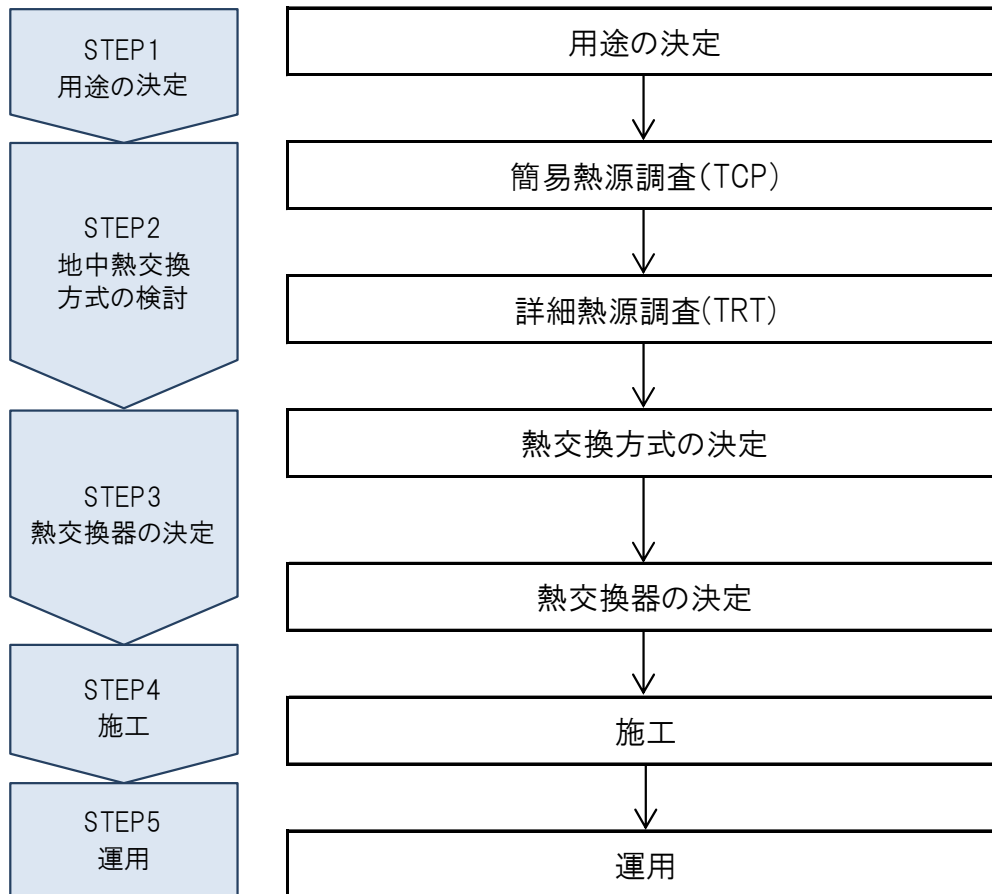 STEP1
用途の決定
用途の決定
STEP2
地中熱交換
方式の検討
簡易熱源調査(TCP)
詳細熱源調査(TRT)
STEP3
熱交換器の決定
熱交換方式の決定
熱交換器の決定
STEP4
施工
施工
STEP5
運用
運用